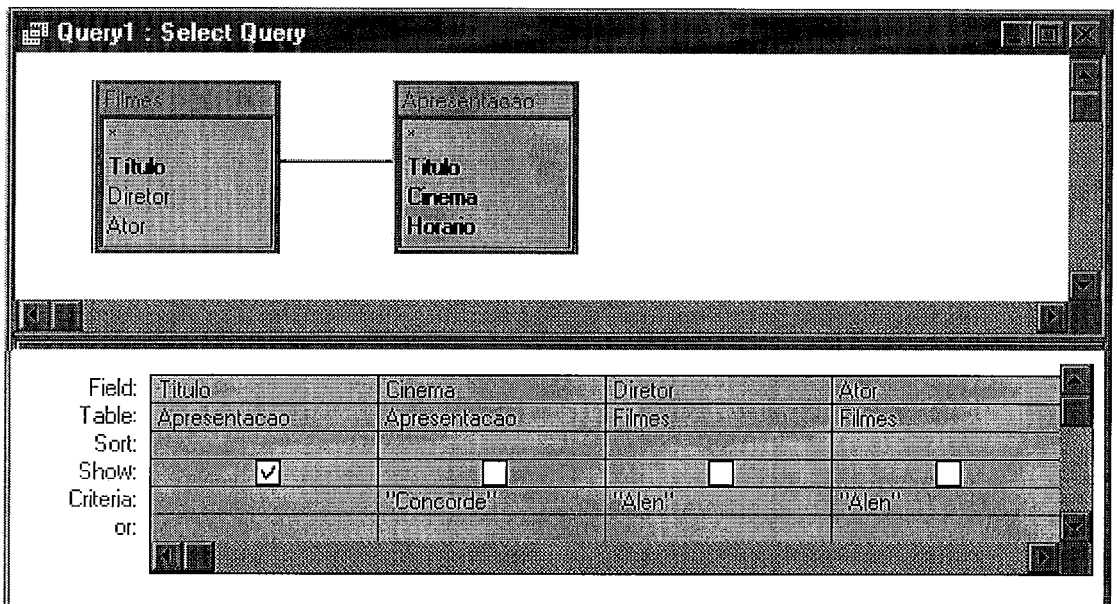 Query1 : Select Query
Filmes Apresentacao
* *
Título Titulo
Diretor Cinema
Ator Horario
Field: Titulo Cinema Diretor Ator
Table: Apresentacao Apresentacao Filmes Filmes
Sort:
Show:
Criteria: "Concorde" "Alen" "Alen"
or: